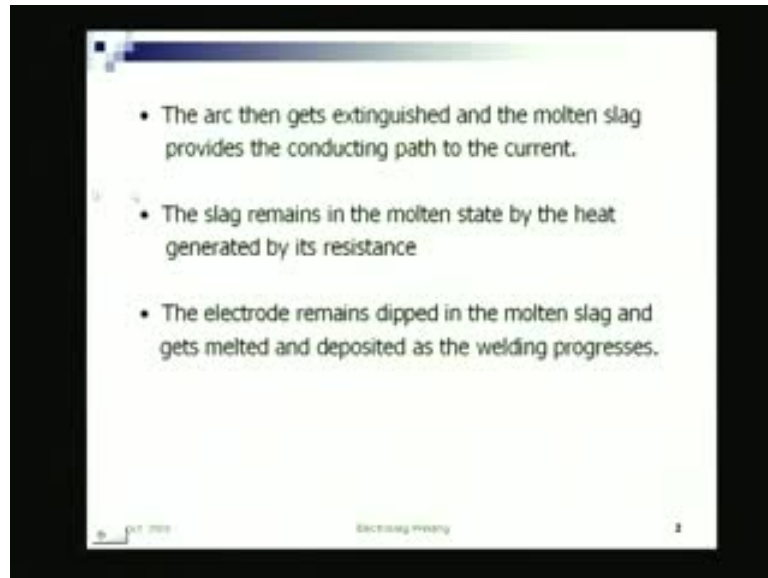 • The arc then gets extinguished and the molten slag
provides the conducting path to the current.
• The slag remains in the molten state by the heat
generated by its resistance
• The electrode remains dipped in the molten slag and
gets melted and deposited as the welding progresses.
Electroslag Welding